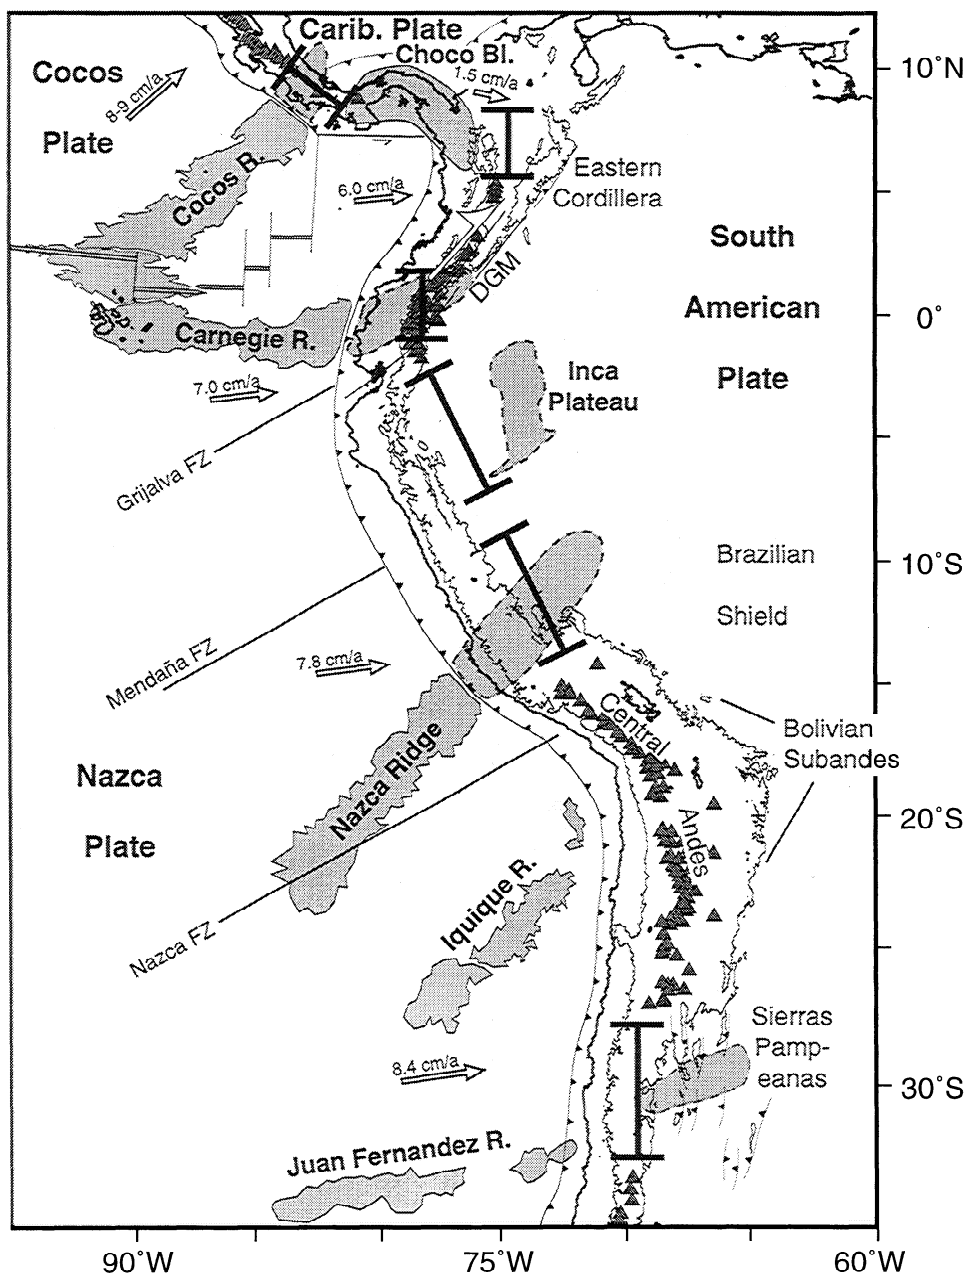 Carib. Plate
Choco Bl.
Cocos
Plate
8-9 cm/a
1.5 cm/a
10°N
Eastern
Cordillera
Cocos R.
6.0 cm/a
South
American
Plate
DGM
0°
Carnegie R.
7.0 cm/a
Inca
Plateau
Grijalva FZ
Brazilian
Shield
10°S
Mendaña FZ
7.8 cm/a
Central
Andes
Bolivian
Subandes
Nazca
Plate
Nazca Ridge
20°S
Nazca FZ
Iquique R.
Sierras
Pamp-
eanas
8.4 cm/a
30°S
Juan Fernandez R.
90°W
75°W
60°W